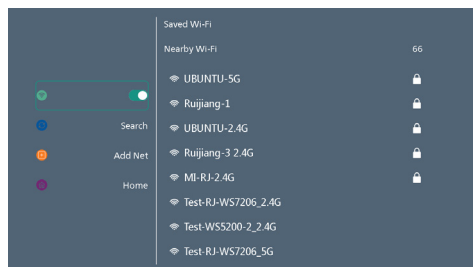 Saved Wi-Fi
Nearby Wi-Fi 66
UBUNTU-5G
Ruijiang-1
UBUNTU-2.4G
Ruijiang-3 2.4G
MI-RJ-2.4G
Test-RJ-WS7206_2.4G
Test-WS5200-2_2.4G
Test-RJ-WS7206_5G
Search
Add Net
Home